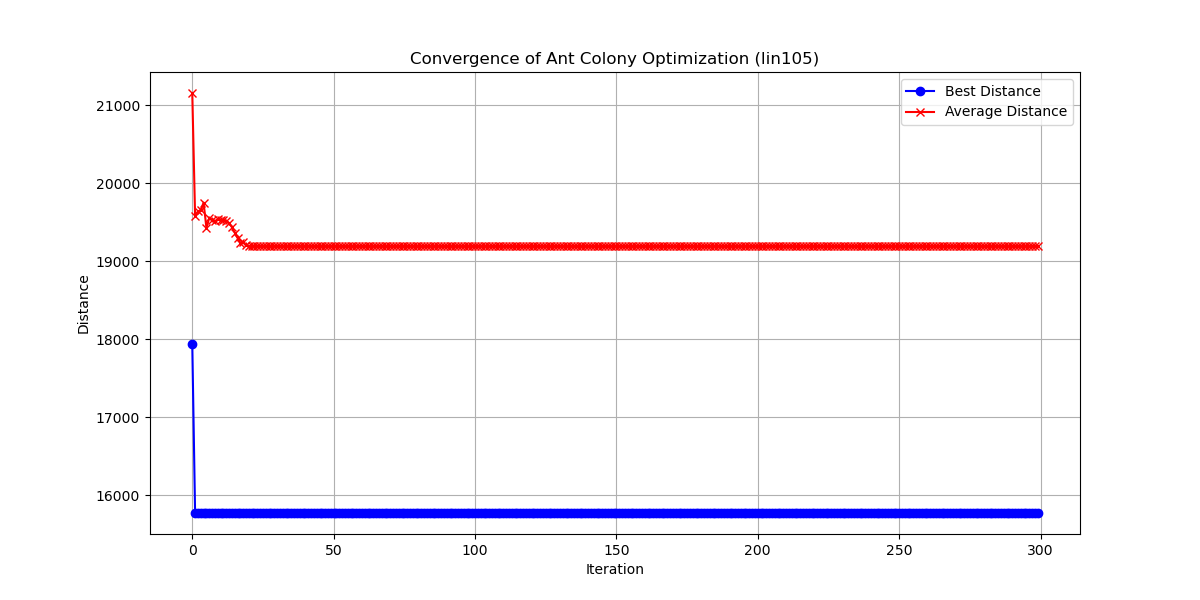 Convergence of Ant Colony Optimization (lin105)
Best Distance
Average Distance
21000
20000
19000
18000
17000
16000
Distance
0 50 100 150 200 250 300
Iteration